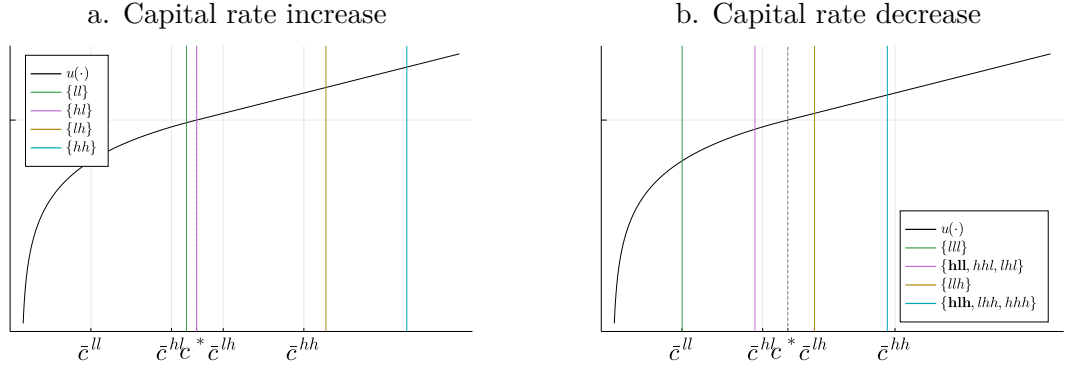 a. Capital rate increase
u(·)
{ll}
{hl}
{lh}
{hh}
c̄^ll c̄^hl c^* c̄^lh c̄^hh
b. Capital rate decrease
u(·)
{lll}
{hll, hhl, lhl}
{llh}
{hlh, lhh, hhh}
c̄^ll c̄^hl c^* c̄^lh c̄^hh